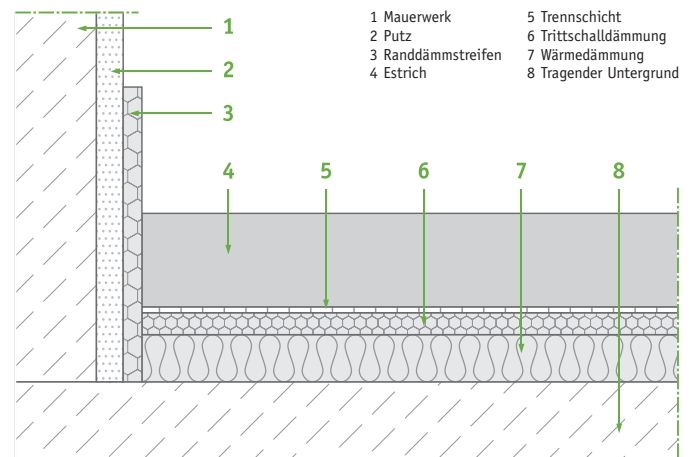 1 Mauerwerk
2 Putz
3 Randdämmstreifen
4 Estrich
5 Trennschicht
6 Trittschalldämmung
7 Wärmedämmung
8 Tragender Untergrund
1
2
3
4 5 6 7 8